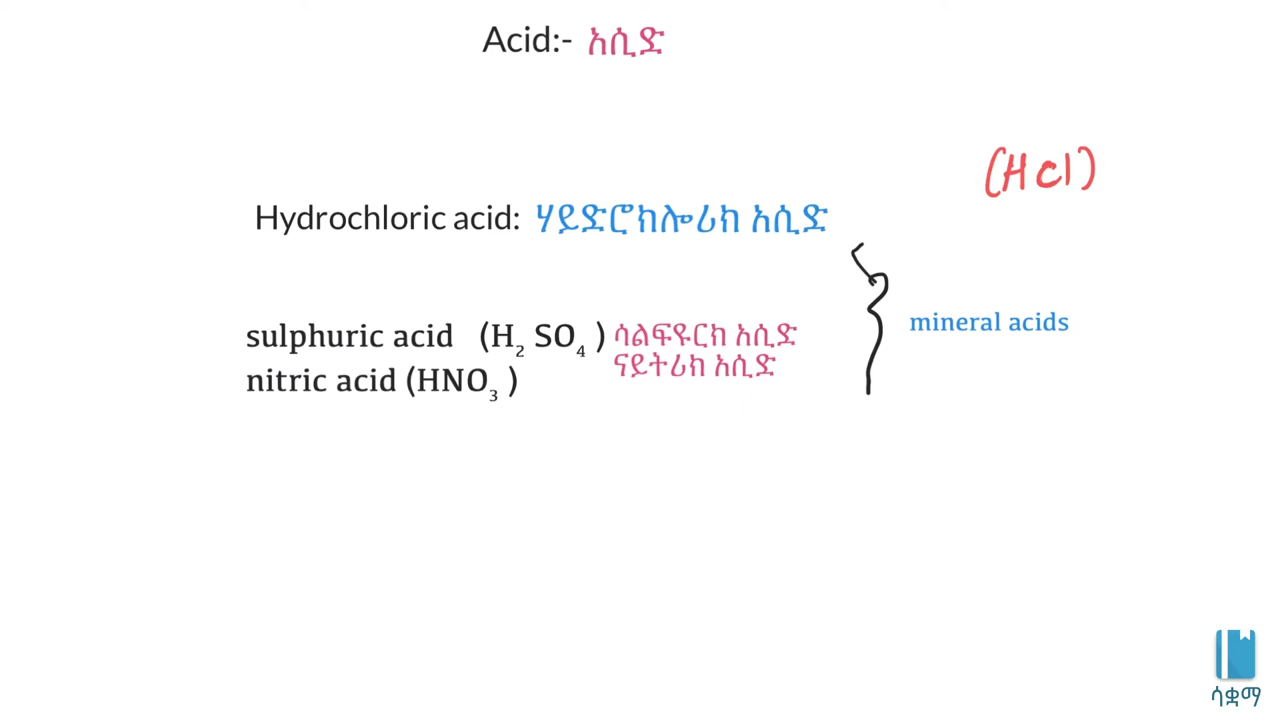 Acid:- አሲድ
(HCl)
Hydrochloric acid: ሃይድሮክሎሪክ አሲድ
sulphuric acid (H₂ SO₄ ) ሳልፍዩርክ አሲድ
nitric acid (HNO₃ ) ናይትሪክ አሲድ
mineral acids
ሳቋማ